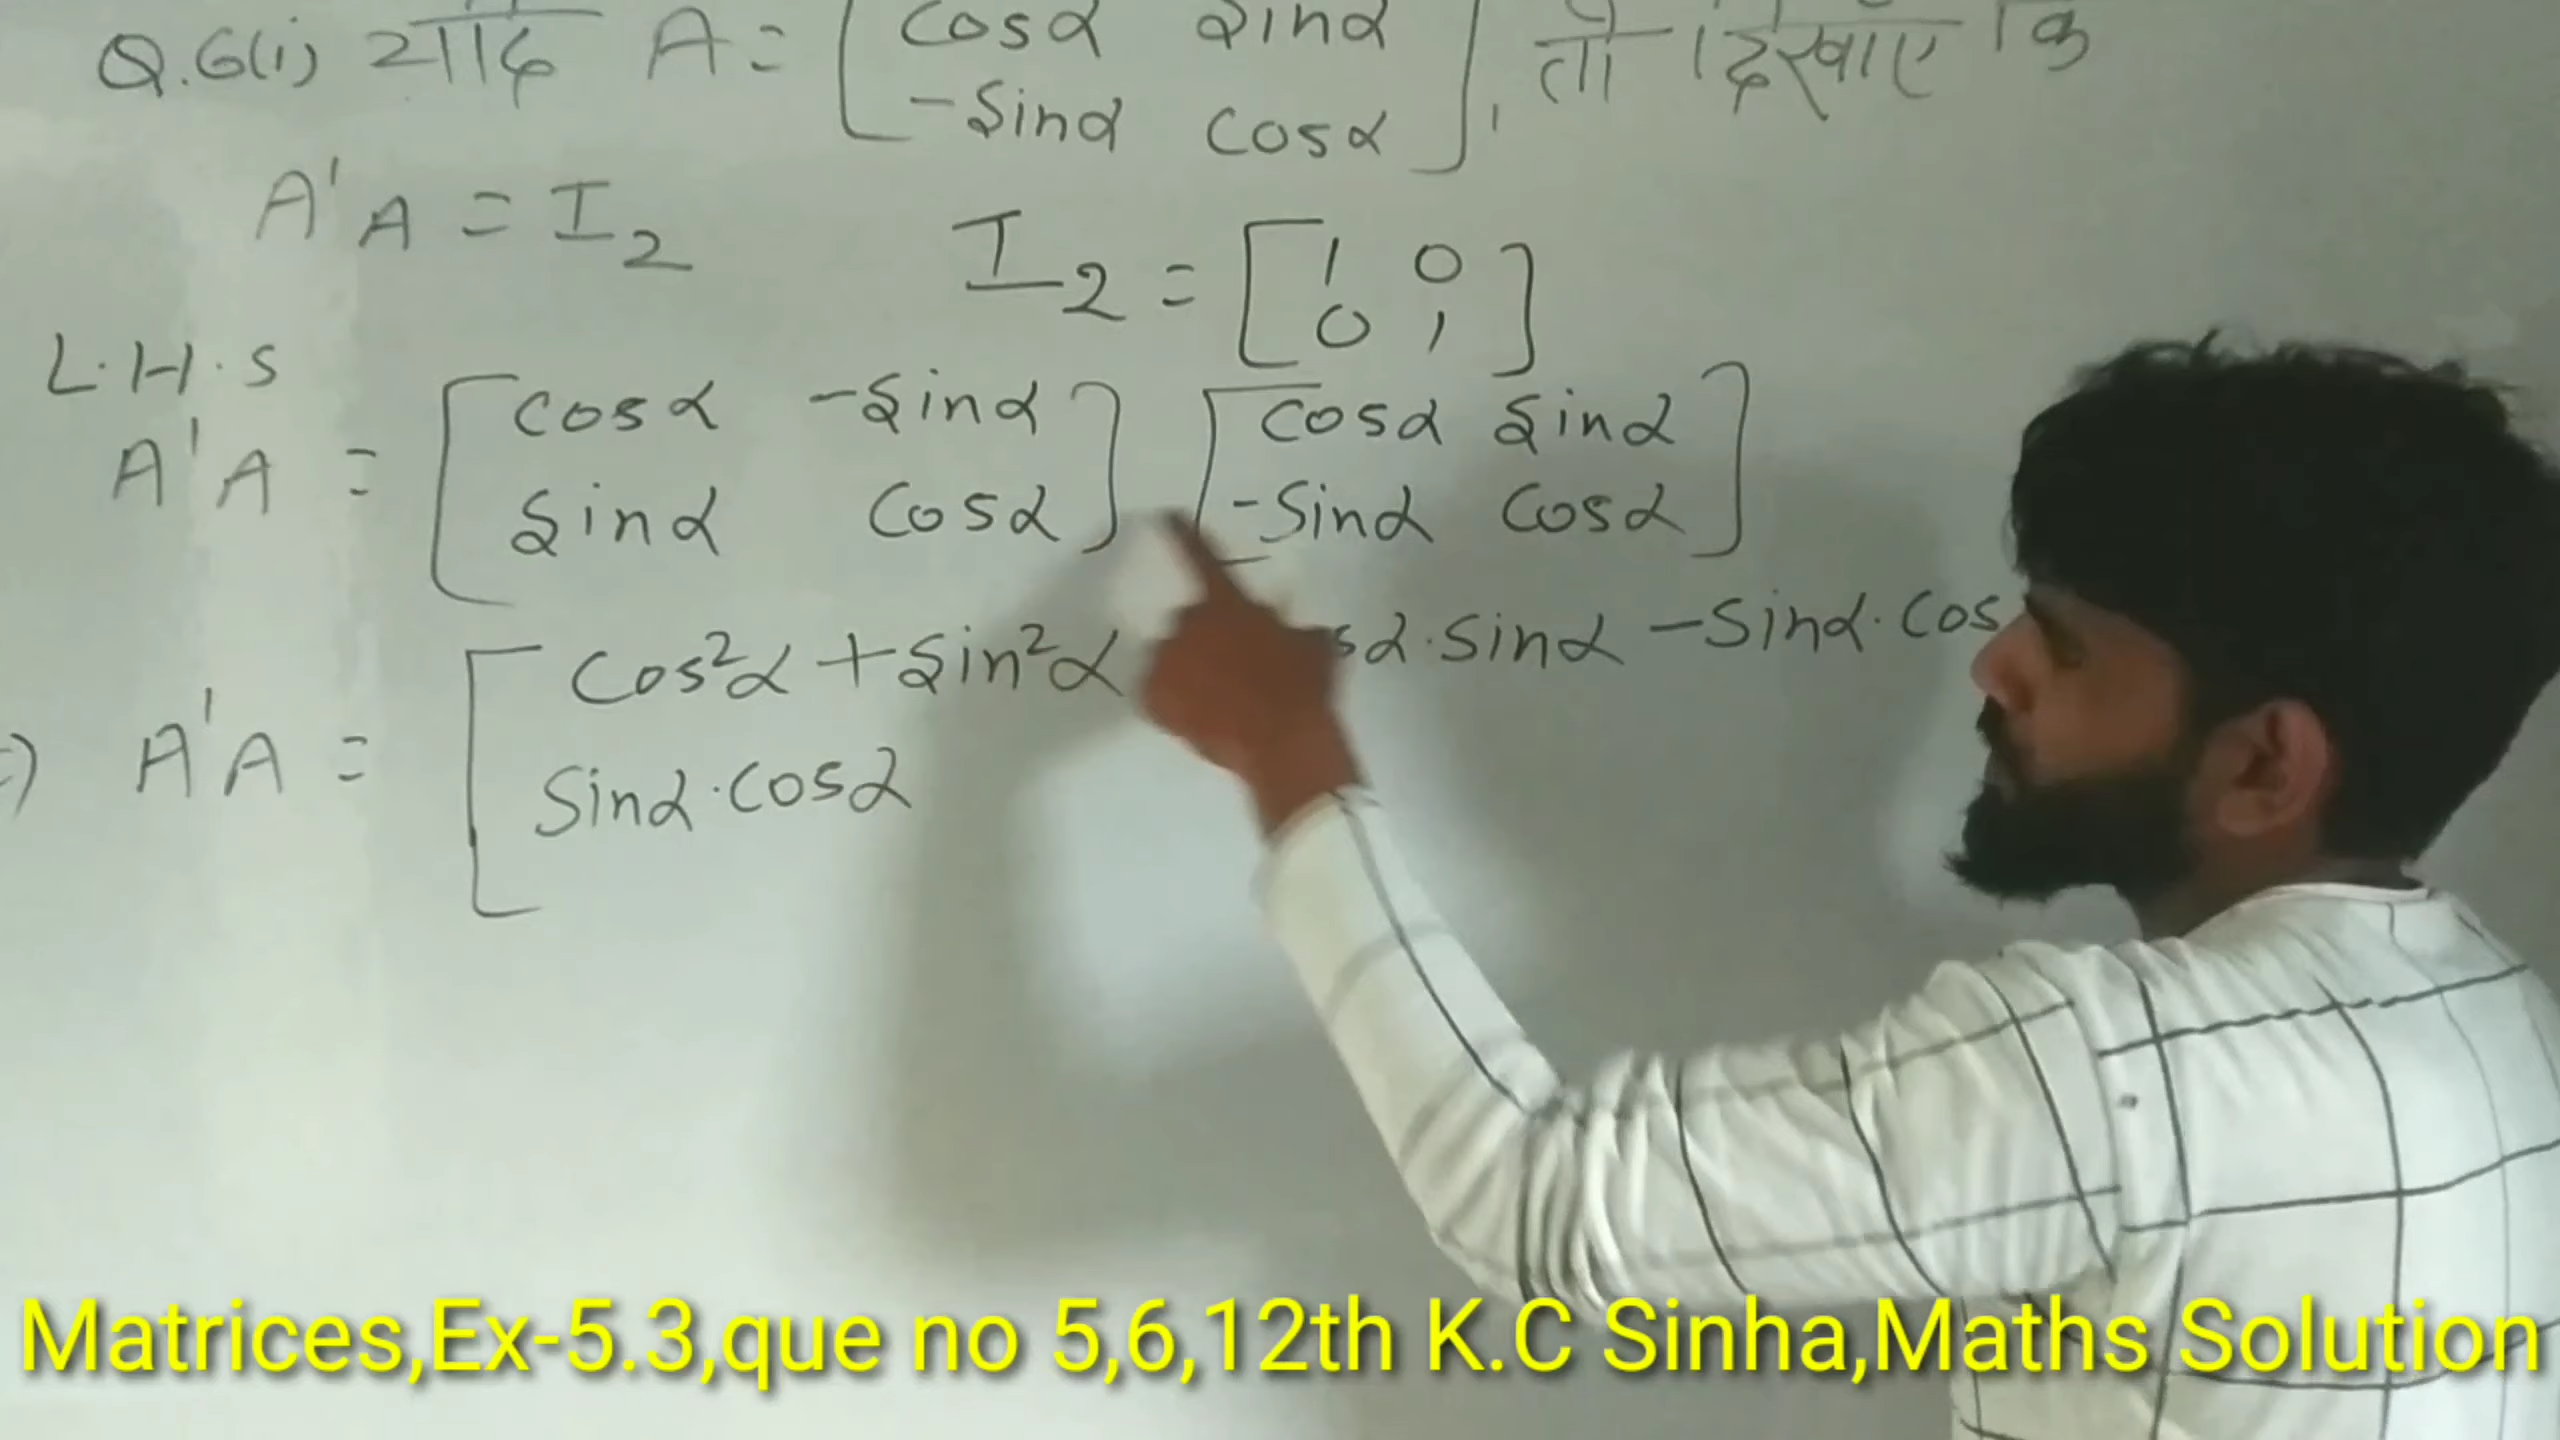 Q.6(i) यदि A = [cosα sinα
-sinα cosα], तो दिखाएं कि
A'A = I₂
I₂ = [1 0
0 1]
L.H.S
A'A = [cosα -sinα] [cosα sinα]
[sinα cosα] [-sinα cosα]
⇒) A'A = [cos²α + sin²α sα·sinα - sinα·cos
sinα·cosα
Matrices,Ex-5.3,que no 5,6,12th K.C Sinha,Maths Solution